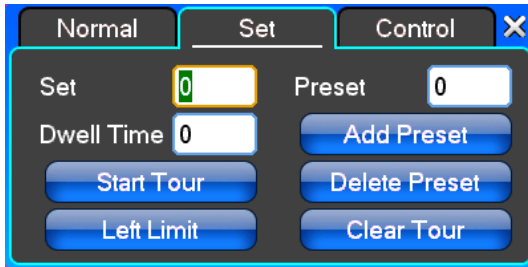 Normal Set Control
Set 0 Preset 0
Dwell Time 0 Add Preset
Start Tour Delete Preset
Left Limit Clear Tour